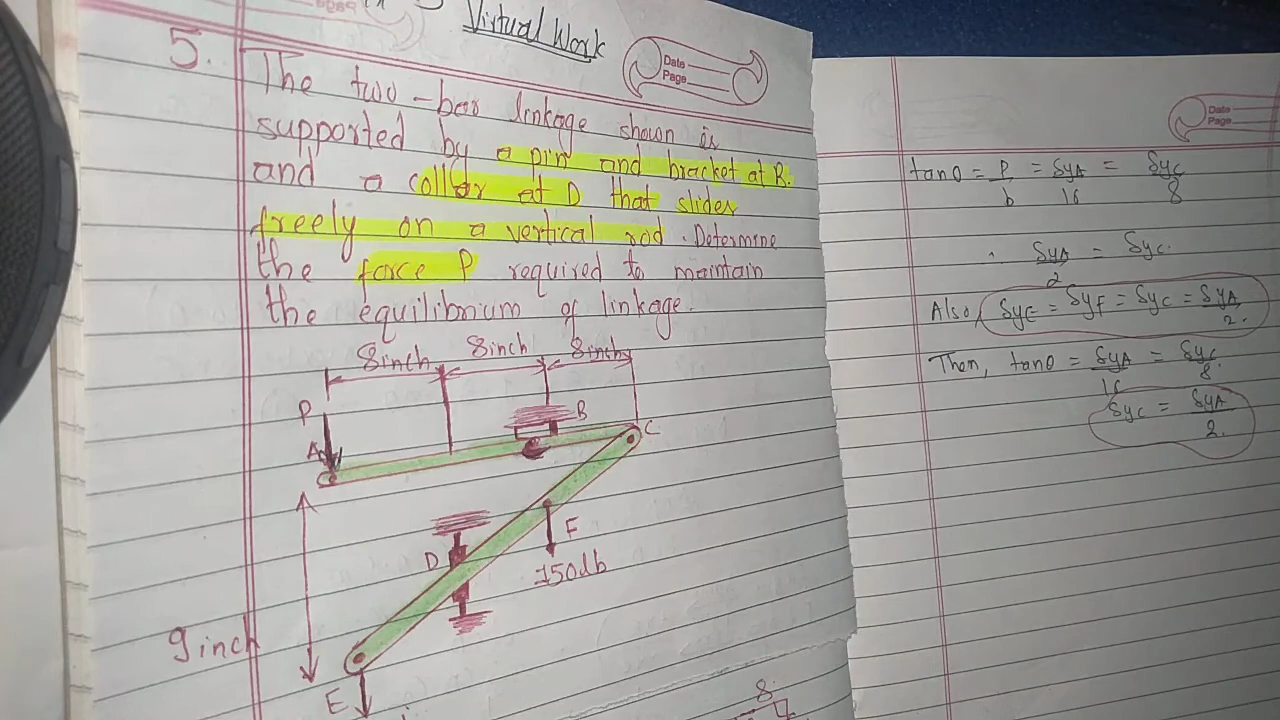 Virtual Work
Date
Page
5.
The two-bar linkage shown is
supported by a pin and bracket at B.
and a collar at D that slides
freely on a vertical rod. Determine
the force P required to maintain
the equilibrium of linkage.
8inch 8inch 8inch
P
A
B
C
D
F
150lb
9inch
E
8
Date
Page
tanθ = P/b = δyA/16 = δyC/8
∴ δyA/2 = δyC.
Also, δyE = δyF = δyC = δyA/2.
Then, tanθ = δyA/16 = δyC/8.
δyC = δyA/2.